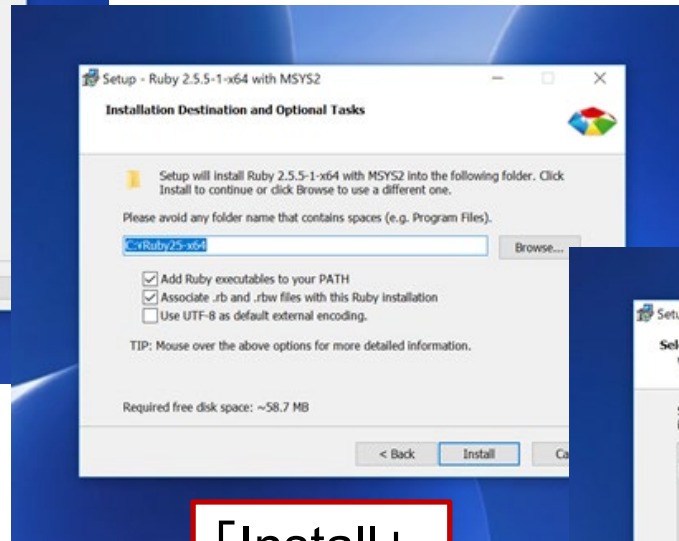 Setup - Ruby 2.5.5-1-x64 with MSYS2
Installation Destination and Optional Tasks
Setup will install Ruby 2.5.5-1-x64 with MSYS2 into the following folder. Click
Install to continue or click Browse to use a different one.
Please avoid any folder name that contains spaces (e.g. Program Files).
C:¥Ruby25-x64
Browse...
Add Ruby executables to your PATH
Associate .rb and .rbw files with this Ruby installation
Use UTF-8 as default external encoding.
TIP: Mouse over the above options for more detailed information.
Required free disk space: ~58.7 MB
< Back
Install
Ca
Setu
Sel
「Install」